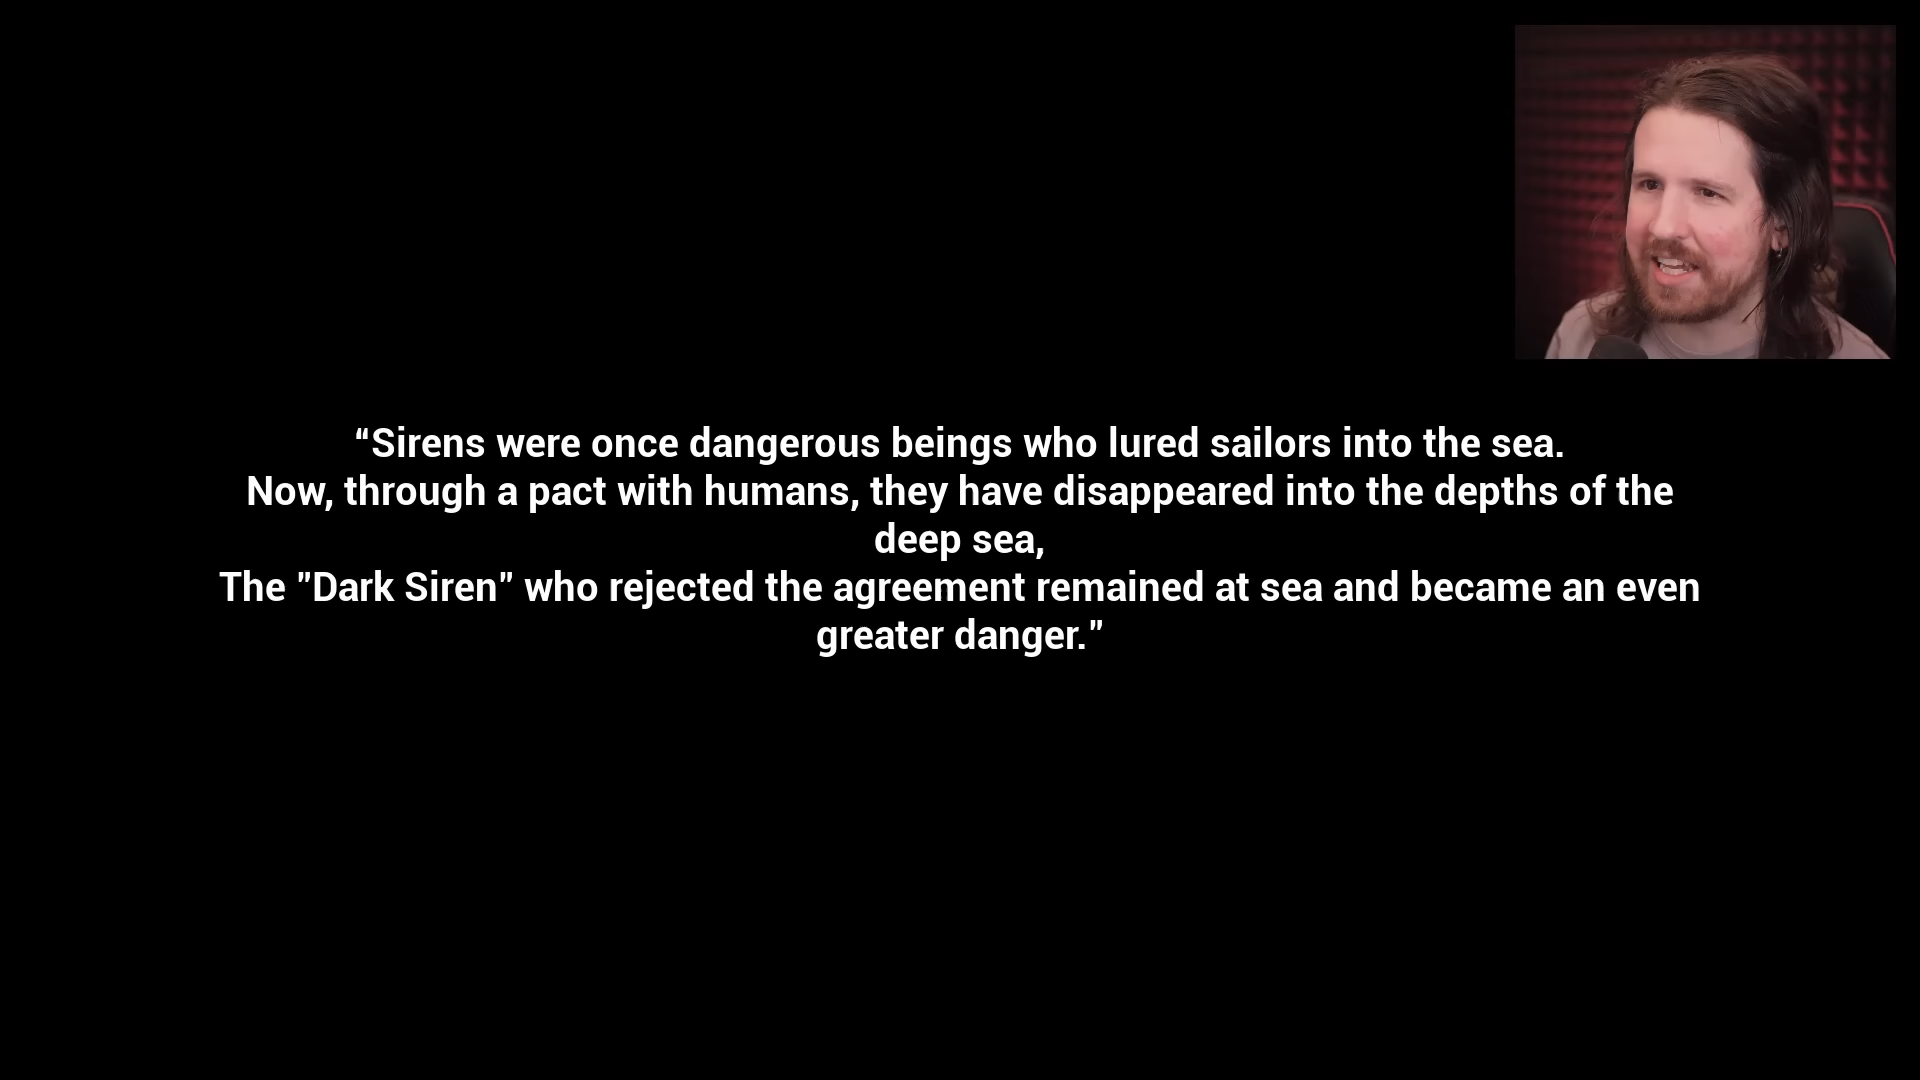 “Sirens were once dangerous beings who lured sailors into the sea.
Now, through a pact with humans, they have disappeared into the depths of the
deep sea,
The "Dark Siren" who rejected the agreement remained at sea and became an even
greater danger.”